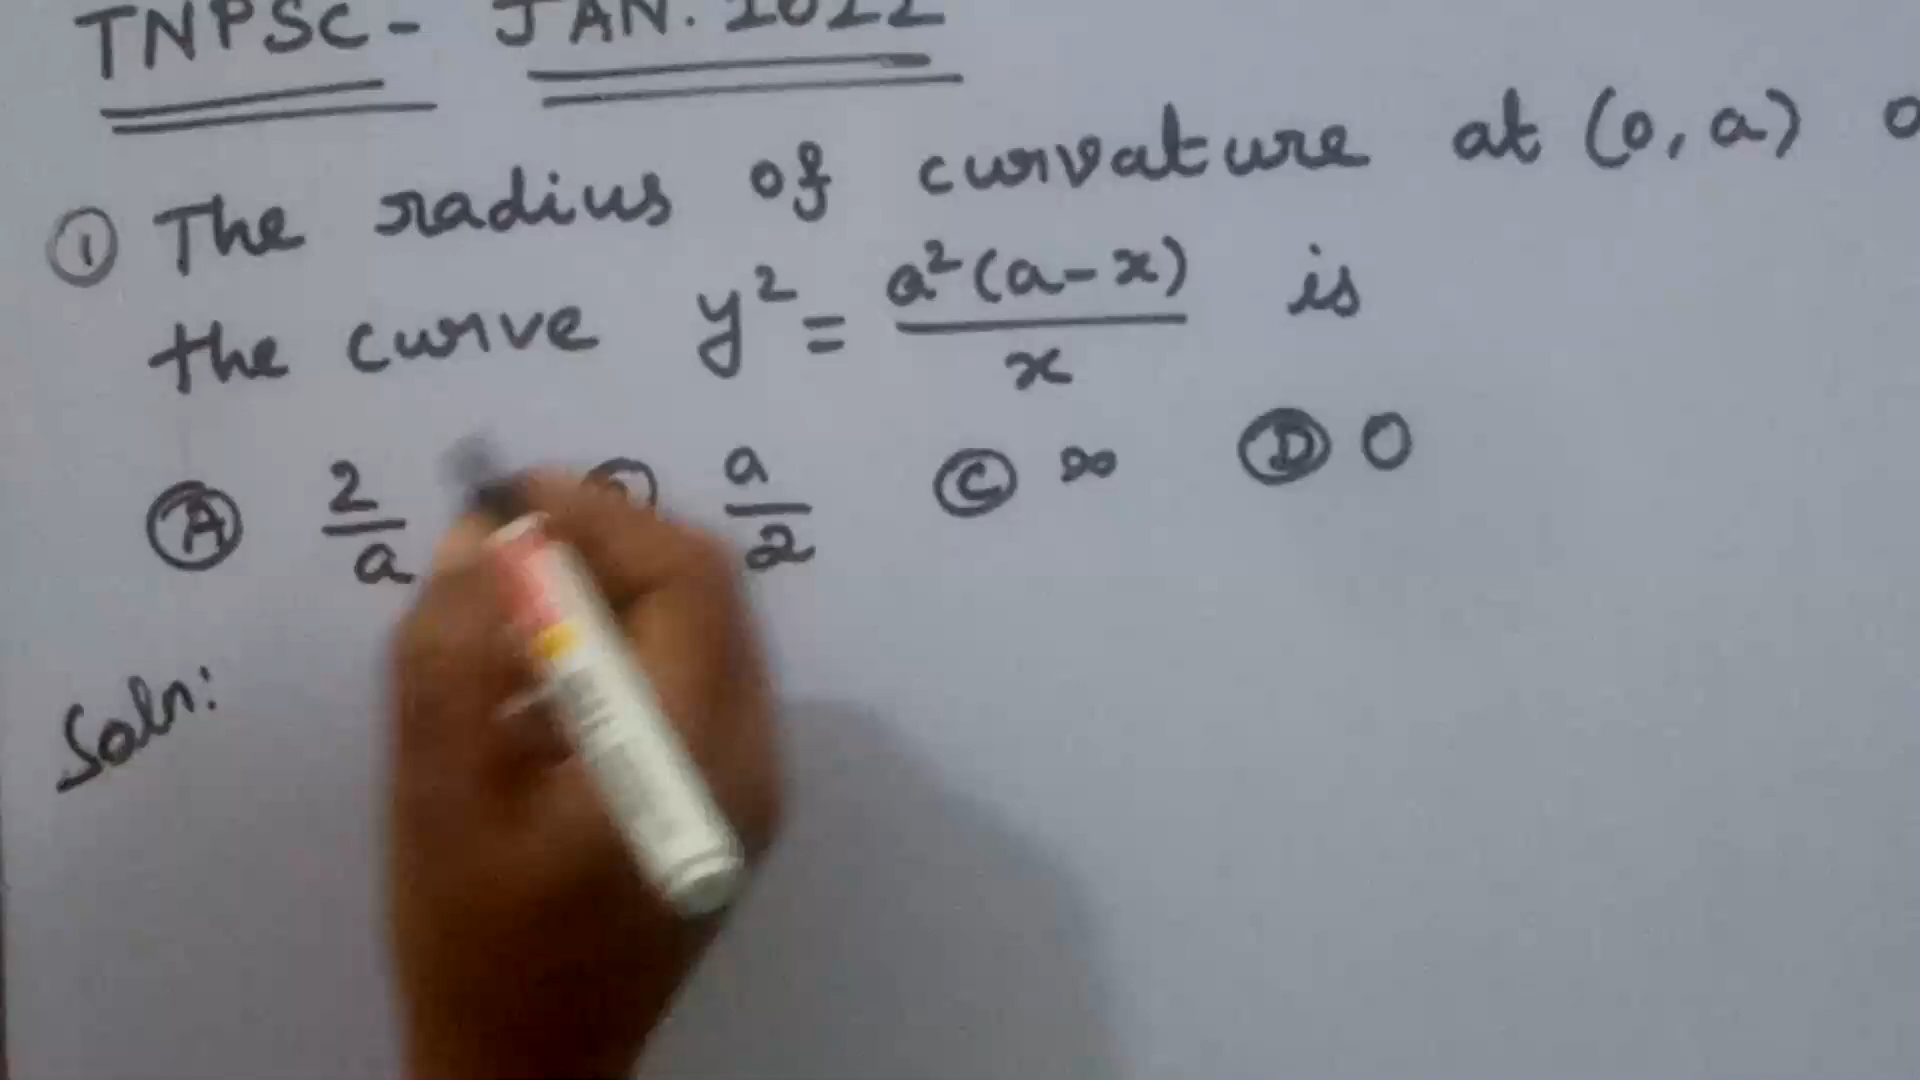 TNPSC - JAN. 2022
① The radius of curvature at (0, a) o
the curve y² = a²(a-x)/x is
Ⓐ 2/a a/2 Ⓒ ∞ Ⓓ 0
Soln: